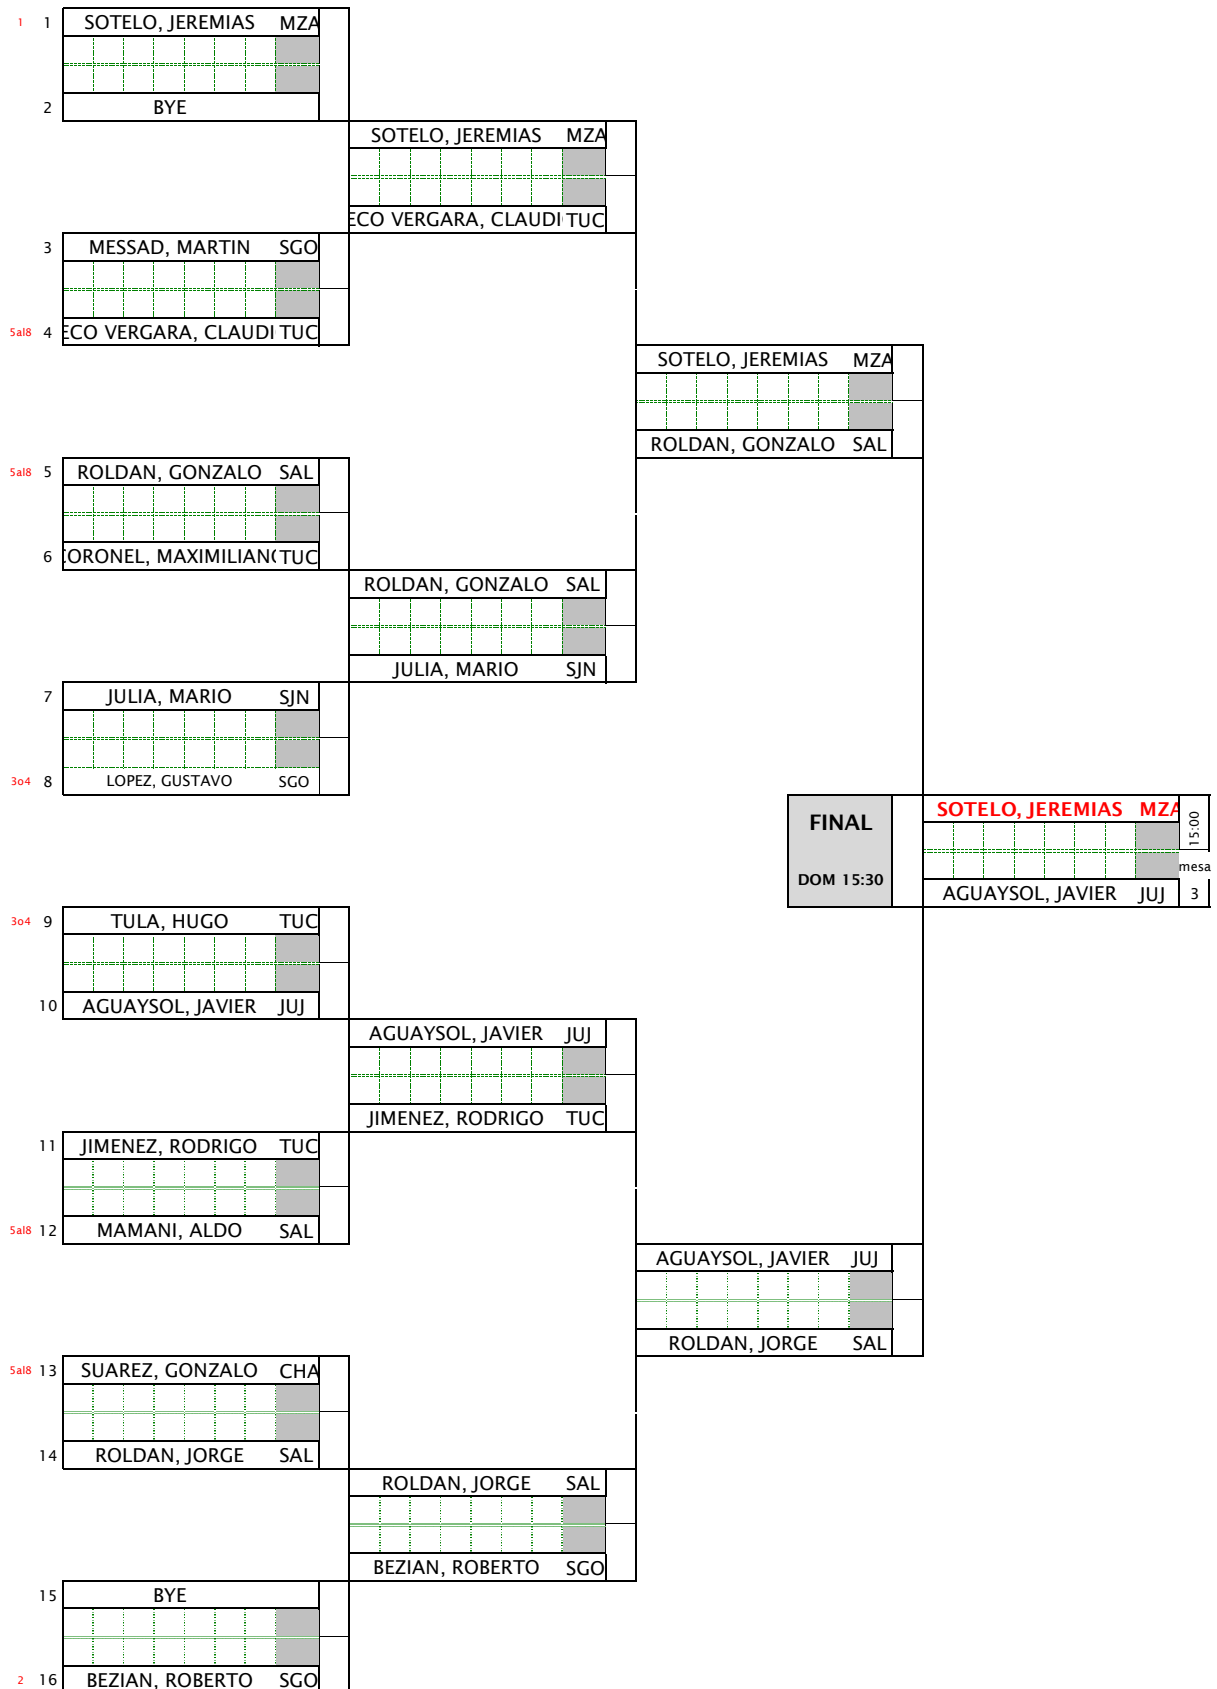 1 1 SOTELO, JEREMIAS MZA
2 BYE
SOTELO, JEREMIAS MZA
ECO VERGARA, CLAUDI TUC
3 MESSAD, MARTIN SGO
5al8 4 ECO VERGARA, CLAUDI TUC
SOTELO, JEREMIAS MZA
ROLDAN, GONZALO SAL
5al8 5 ROLDAN, GONZALO SAL
6 CORONEL, MAXIMILIANO TUC
ROLDAN, GONZALO SAL
JULIA, MARIO SJN
7 JULIA, MARIO SJN
3o4 8 LOPEZ, GUSTAVO SGO
FINAL
DOM 15:30
SOTELO, JEREMIAS MZA 15:00
mesa
AGUAYSOL, JAVIER JUJ 3
3o4 9 TULA, HUGO TUC
10 AGUAYSOL, JAVIER JUJ
AGUAYSOL, JAVIER JUJ
JIMENEZ, RODRIGO TUC
11 JIMENEZ, RODRIGO TUC
5al8 12 MAMANI, ALDO SAL
AGUAYSOL, JAVIER JUJ
ROLDAN, JORGE SAL
5al8 13 SUAREZ, GONZALO CHA
14 ROLDAN, JORGE SAL
ROLDAN, JORGE SAL
BEZIAN, ROBERTO SGO
15 BYE
2 16 BEZIAN, ROBERTO SGO